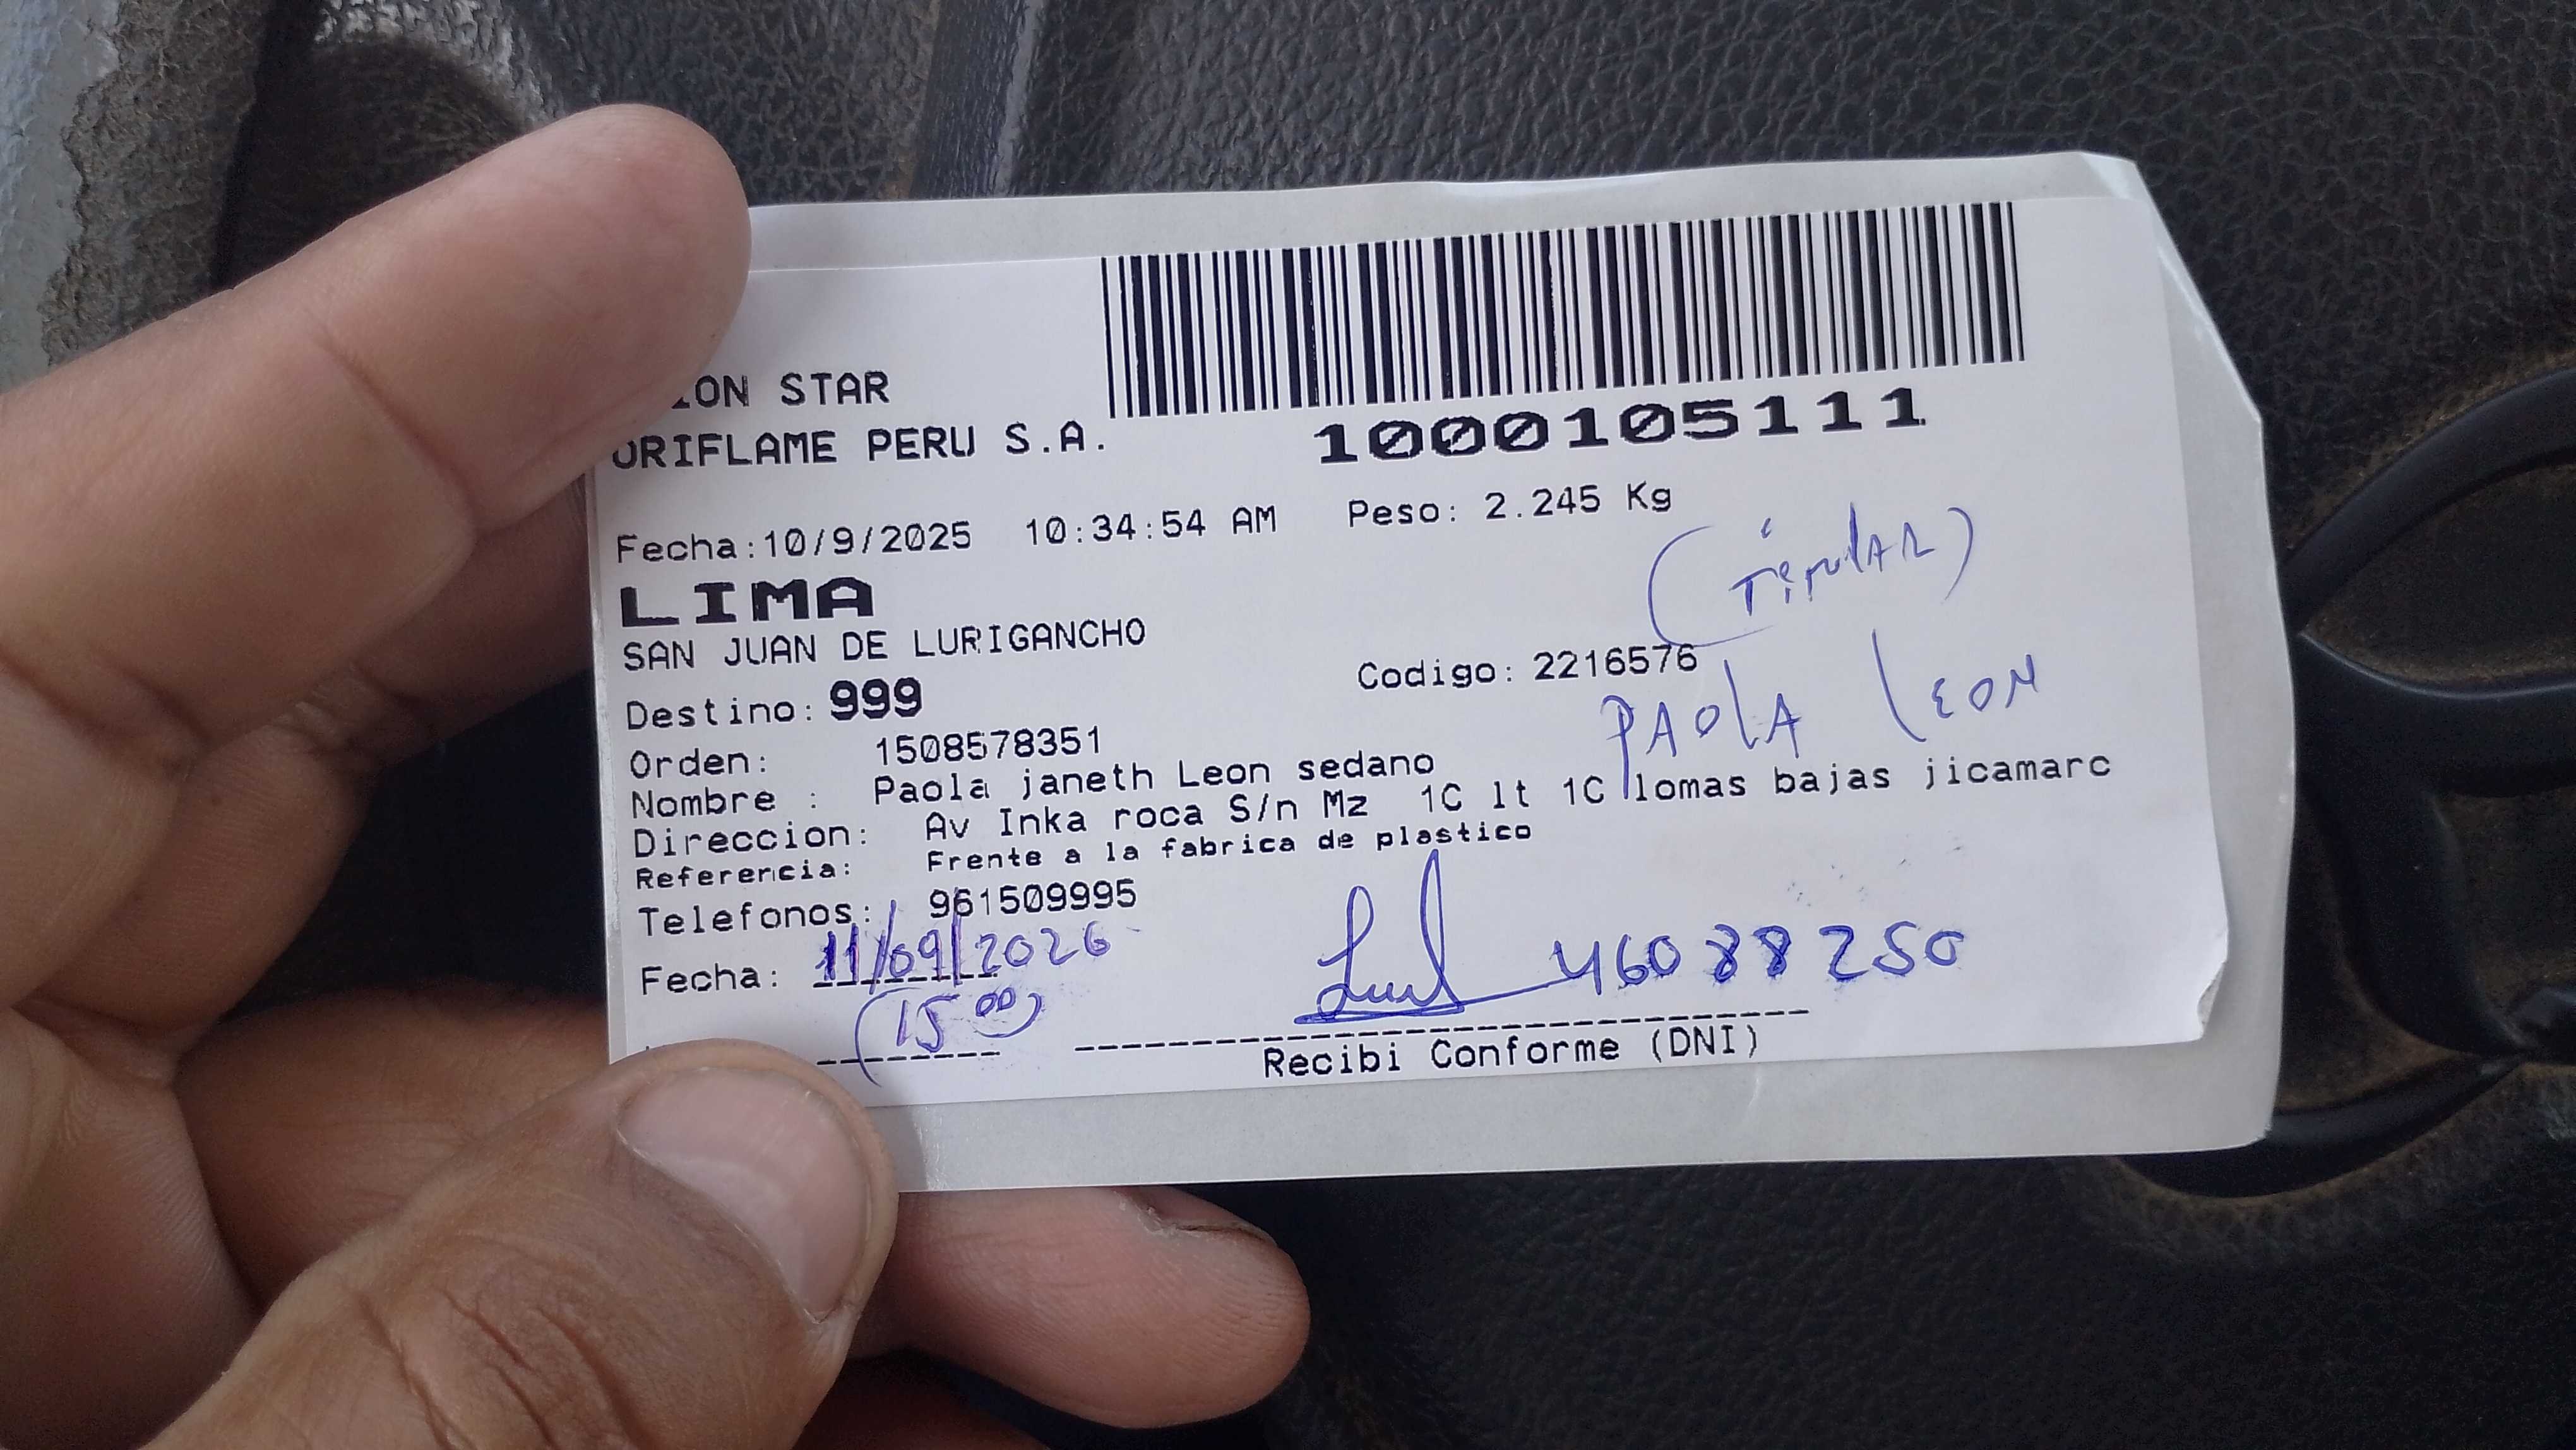 ION STAR
ORIFLAME PERU S.A.
1000105111
Fecha:10/9/2025 10:34:54 AM Peso: 2.245 Kg
(TiTulAR)
LIMA
SAN JUAN DE LURIGANCHO
Destino: 999 Codigo: 2216576
PAOlA LEON
Orden: 1508578351
Nombre : Paola janeth Leon sedano
Direccion: Av Inka roca S/n Mz 1C lt 1C lomas bajas jicamarc
Referencia: Frente a la fabrica de plastico
Telefonos: 961509995
Fecha: 11/09/2026
46088250
(15 00)
Recibi Conforme (DNI)